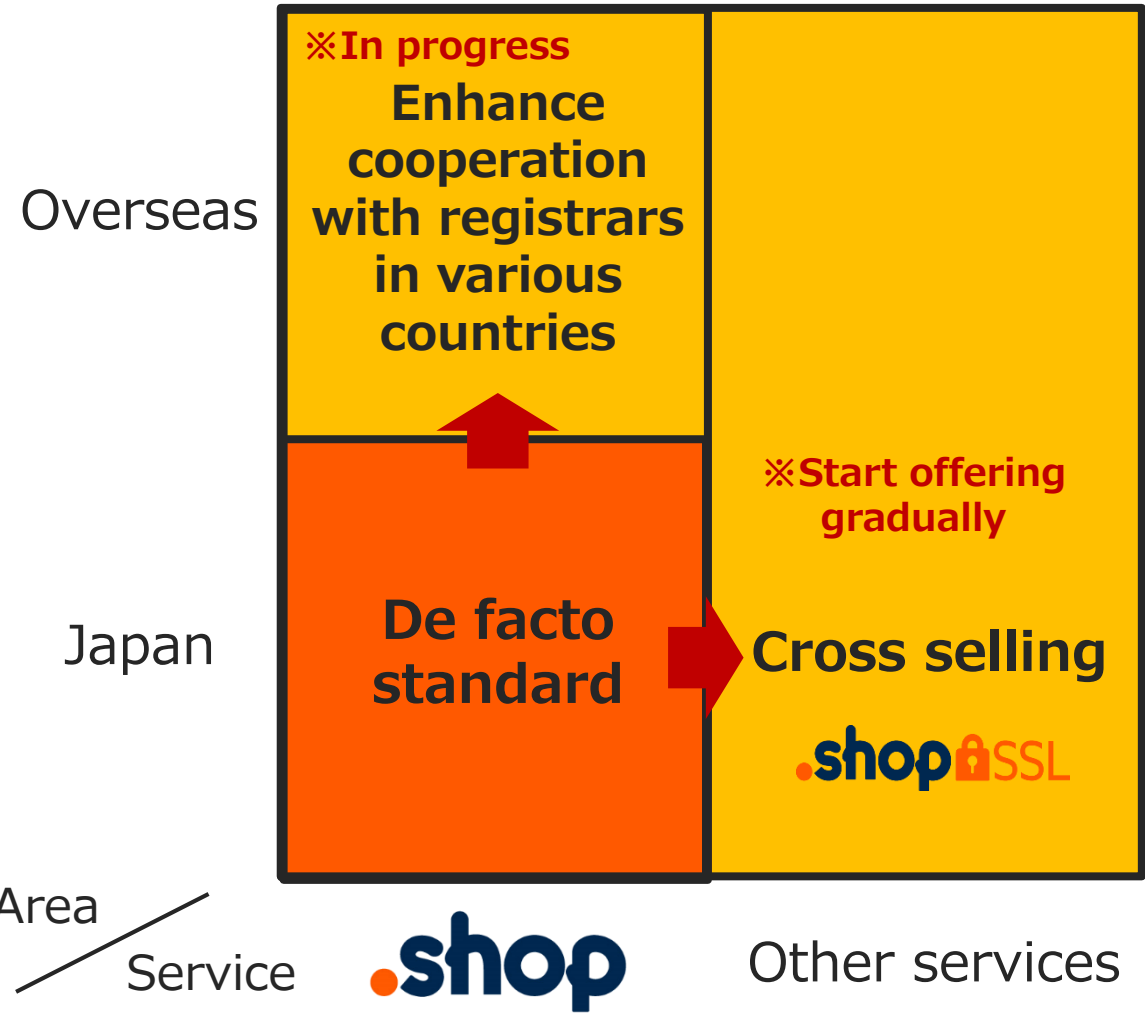 ※In progress
Enhance
cooperation
with registrars
in various
countries
Overseas
※Start offering
gradually
De facto
standard
Japan
Cross selling
.shop SSL
Area
Service
.shop
Other services